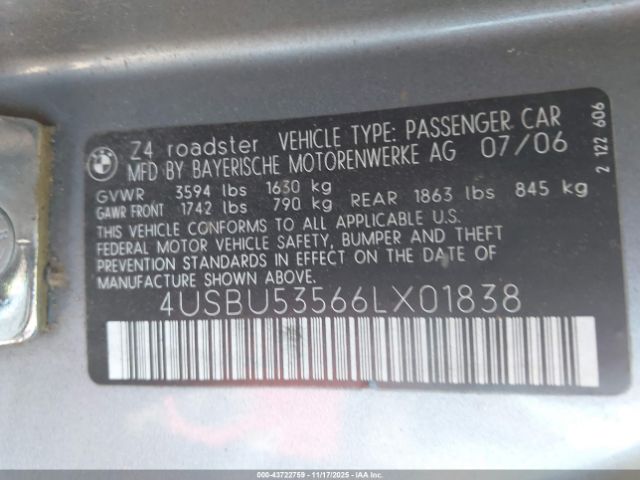 BMW
Z4 roadster VEHICLE TYPE: PASSENGER CAR
MFD BY BAYERISCHE MOTORENWERKE AG 07/06
GVWR 3594 lbs 1630 kg
GAWR FRONT 1742 lbs 790 kg REAR 1863 lbs 845 kg
THIS VEHICLE CONFORMS TO ALL APPLICABLE U.S.
FEDERAL MOTOR VEHICLE SAFETY, BUMPER AND THEFT
PREVENTION STANDARDS IN EFFECT ON THE DATE OF
MANUFACTURE SHOWN ABOVE.
4USBU53566LX01838
2 122 606
000-43722759 - 11/17/2025 - IAAI.COM